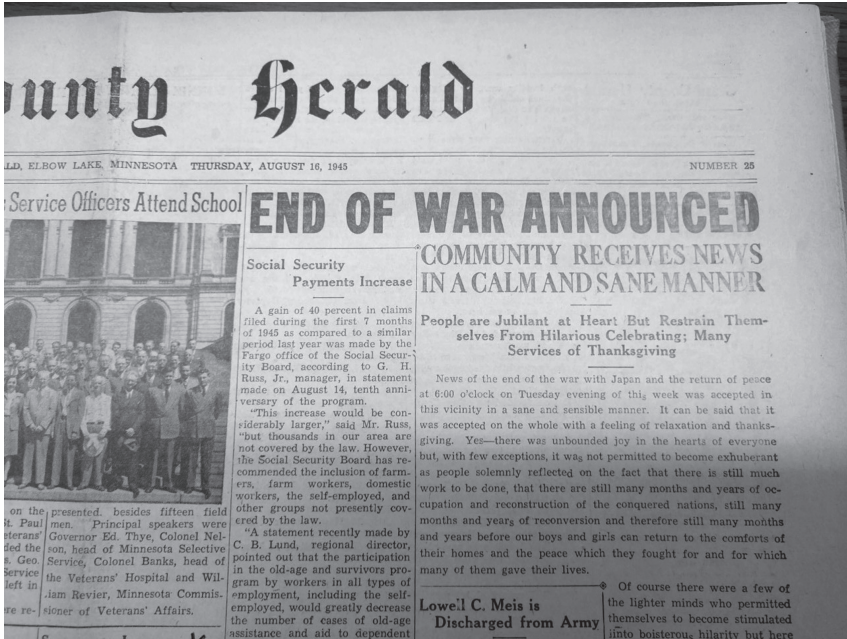 ounty Herald
LD, ELBOW LAKE, MINNESOTA THURSDAY, AUGUST 16, 1945 NUMBER 25
Service Officers Attend School
on the
St. Paul
eterans'
ded the
s. Geo.
Service
left in
re re-
presented. besides fifteen field
men. Principal speakers were
Governor Ed. Thye, Colonel Nel-
son, head of Minnesota Selective
Service, Colonel Banks, head of
the Veterans' Hospital and Wil-
liam Revier, Minnesota Commis-
sioner of Veterans' Affairs.
END OF WAR ANNOUNCED
Social Security
Payments Increase
A gain of 40 percent in claims
filed during the first 7 months
of 1945 as compared to a similar
period last year was made by the
Fargo office of the Social Secur-
ity Board, according to G. H.
Russ, Jr., manager, in statement
made on August 14, tenth anni-
versary of the program.
"This increase would be con-
siderably larger," said Mr. Russ,
"but thousands in our area are
not covered by the law. However,
the Social Security Board has re-
commended the inclusion of farm-
ers, farm workers, domestic
workers, the self-employed, and
other groups not presently cov-
ered by the law.
"A statement recently made by
C. B. Lund, regional director,
pointed out that the participation
in the old-age and survivors pro-
gram by workers in all types of
employment, including the self-
employed, would greatly decrease
the number of cases of old-age
assistance and aid to dependent
COMMUNITY RECEIVES NEWS
IN A CALM AND SANE MANNER
People are Jubilant at Heart But Restrain Them-
selves From Hilarious Celebrating; Many
Services of Thanksgiving
News of the end of the war with Japan and the return of peace
at 6:00 o'clock on Tuesday evening of this week was accepted in
this vicinity in a sane and sensible manner. It can be said that it
was accepted on the whole with a feeling of relaxation and thanks-
giving. Yes—there was unbounded joy in the hearts of everyone
but, with few exceptions, it was not permitted to become exhuberant
as people solemnly reflected on the fact that there is still much
work to be done, that there are still many months and years of oc-
cupation and reconstruction of the conquered nations, still many
months and years of reconversion and therefore still many months
and years before our boys and girls can return to the comforts of
their homes and the peace which they fought for and for which
many of them gave their lives.
Lowell C. Meis is
Discharged from Army
Of course there were a few of
the lighter minds who permitted
themselves to become stimulated
into boisterous hilarity but here